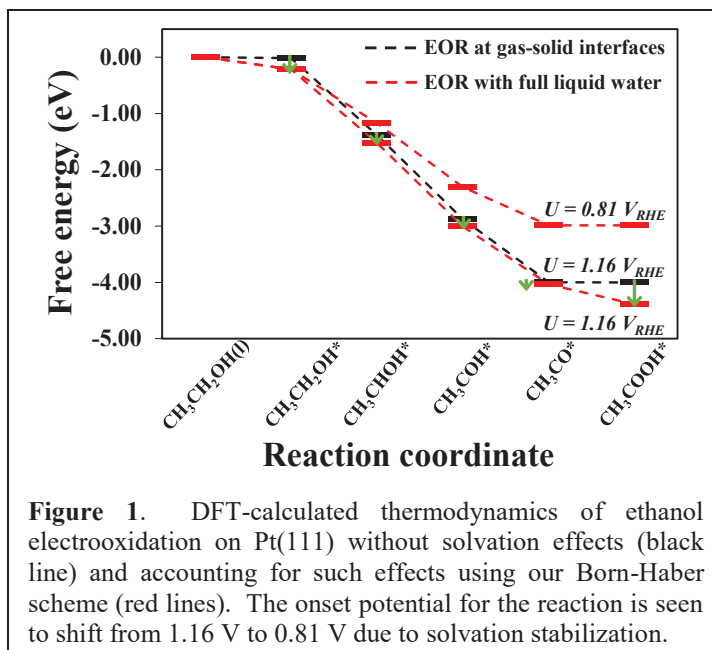 EOR at gas-solid interfaces
EOR with full liquid water
Free energy (eV)
0.00
-1.00
-2.00
-3.00
-4.00
-5.00
U = 0.81 V_RHE
U = 1.16 V_RHE
U = 1.16 V_RHE
CH₃CH₂OH(l)
CH₃CH₂OH*
CH₃CHOH*
CH₃COH*
CH₃CO*
CH₃COOH*
Reaction coordinate
Figure 1. DFT-calculated thermodynamics of ethanol
electrooxidation on Pt(111) without solvation effects (black
line) and accounting for such effects using our Born-Haber
scheme (red lines). The onset potential for the reaction is seen
to shift from 1.16 V to 0.81 V due to solvation stabilization.